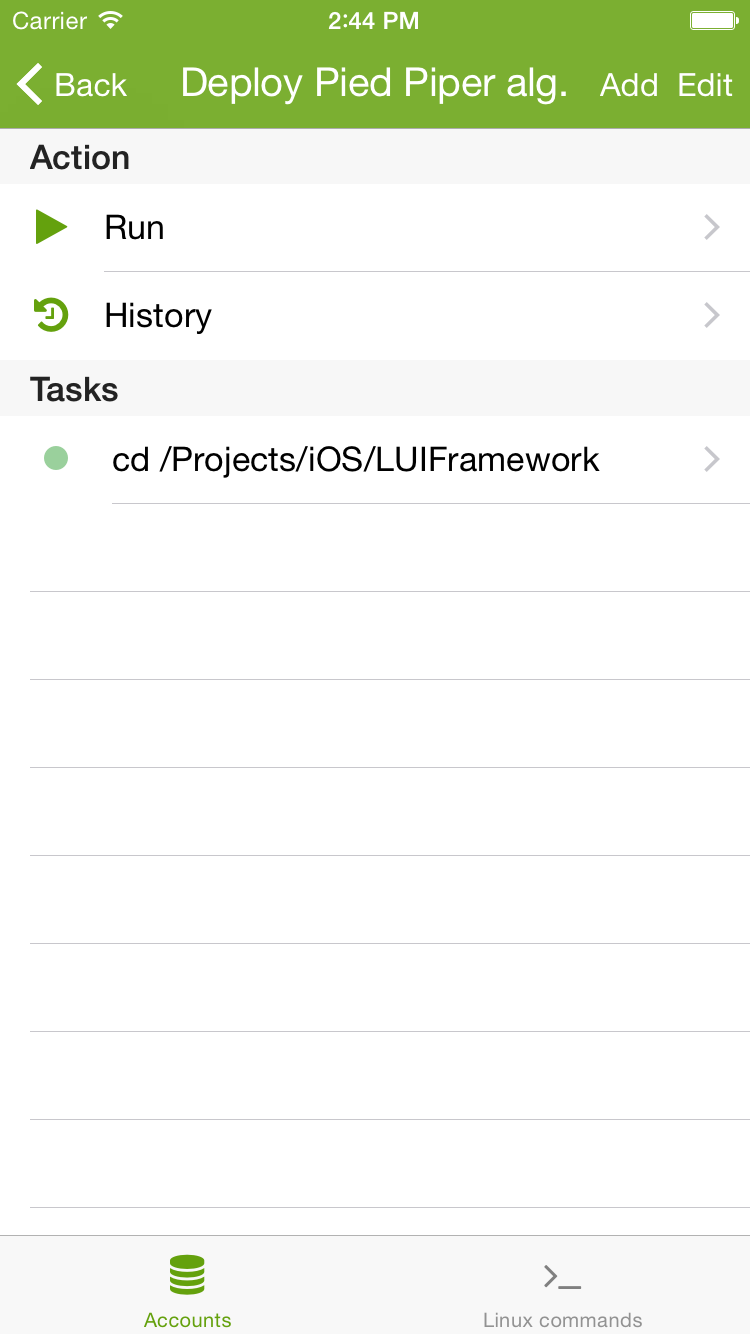 Carrier 2:44 PM
Back Deploy Pied Piper alg. Add Edit
Action
Run
History
Tasks
cd /Projects/iOS/LUIFramework
Accounts Linux commands